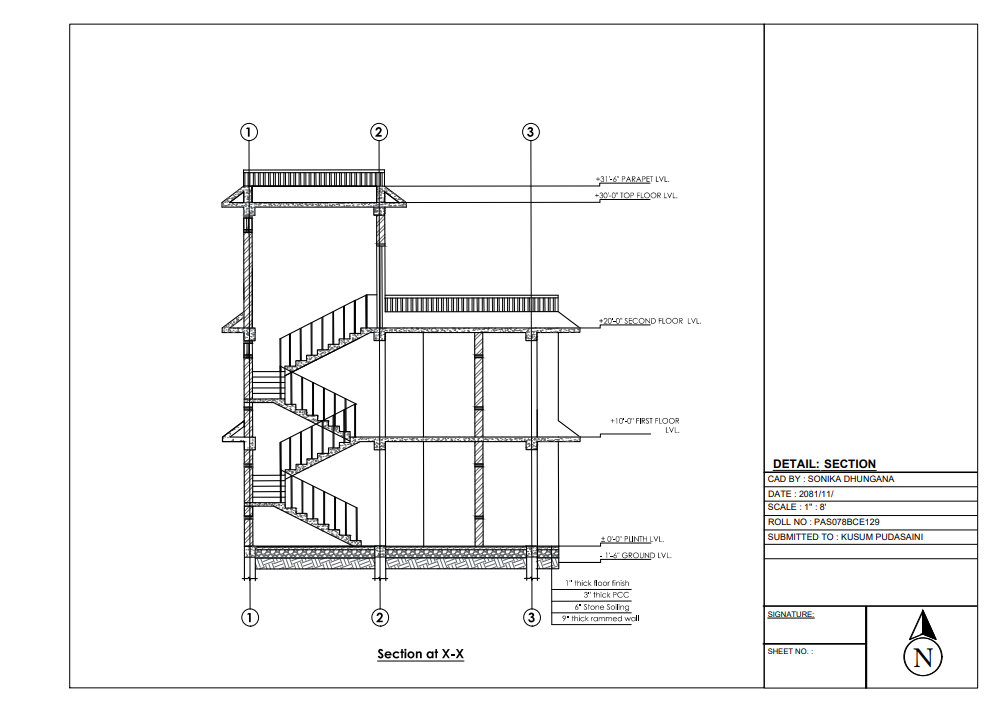 1
2
3
+31'-6" PARAPET LVL.
+30'-0" TOP FLOOR LVL.
+20'-0" SECOND FLOOR LVL.
+10'-0" FIRST FLOOR
LVL.
± 0'-0" PLINTH LVL.
- 1'-6" GROUND LVL.
1" thick floor finish
3" thick PCC
6" Stone Soiling
9" thick rammed wall
1
2
3
Section at X-X
DETAIL: SECTION
CAD BY : SONIKA DHUNGANA
DATE : 2081/11/
SCALE : 1" : 8'
ROLL NO : PAS078BCE129
SUBMITTED TO : KUSUM PUDASAINI
SIGNATURE:
SHEET NO. :
N